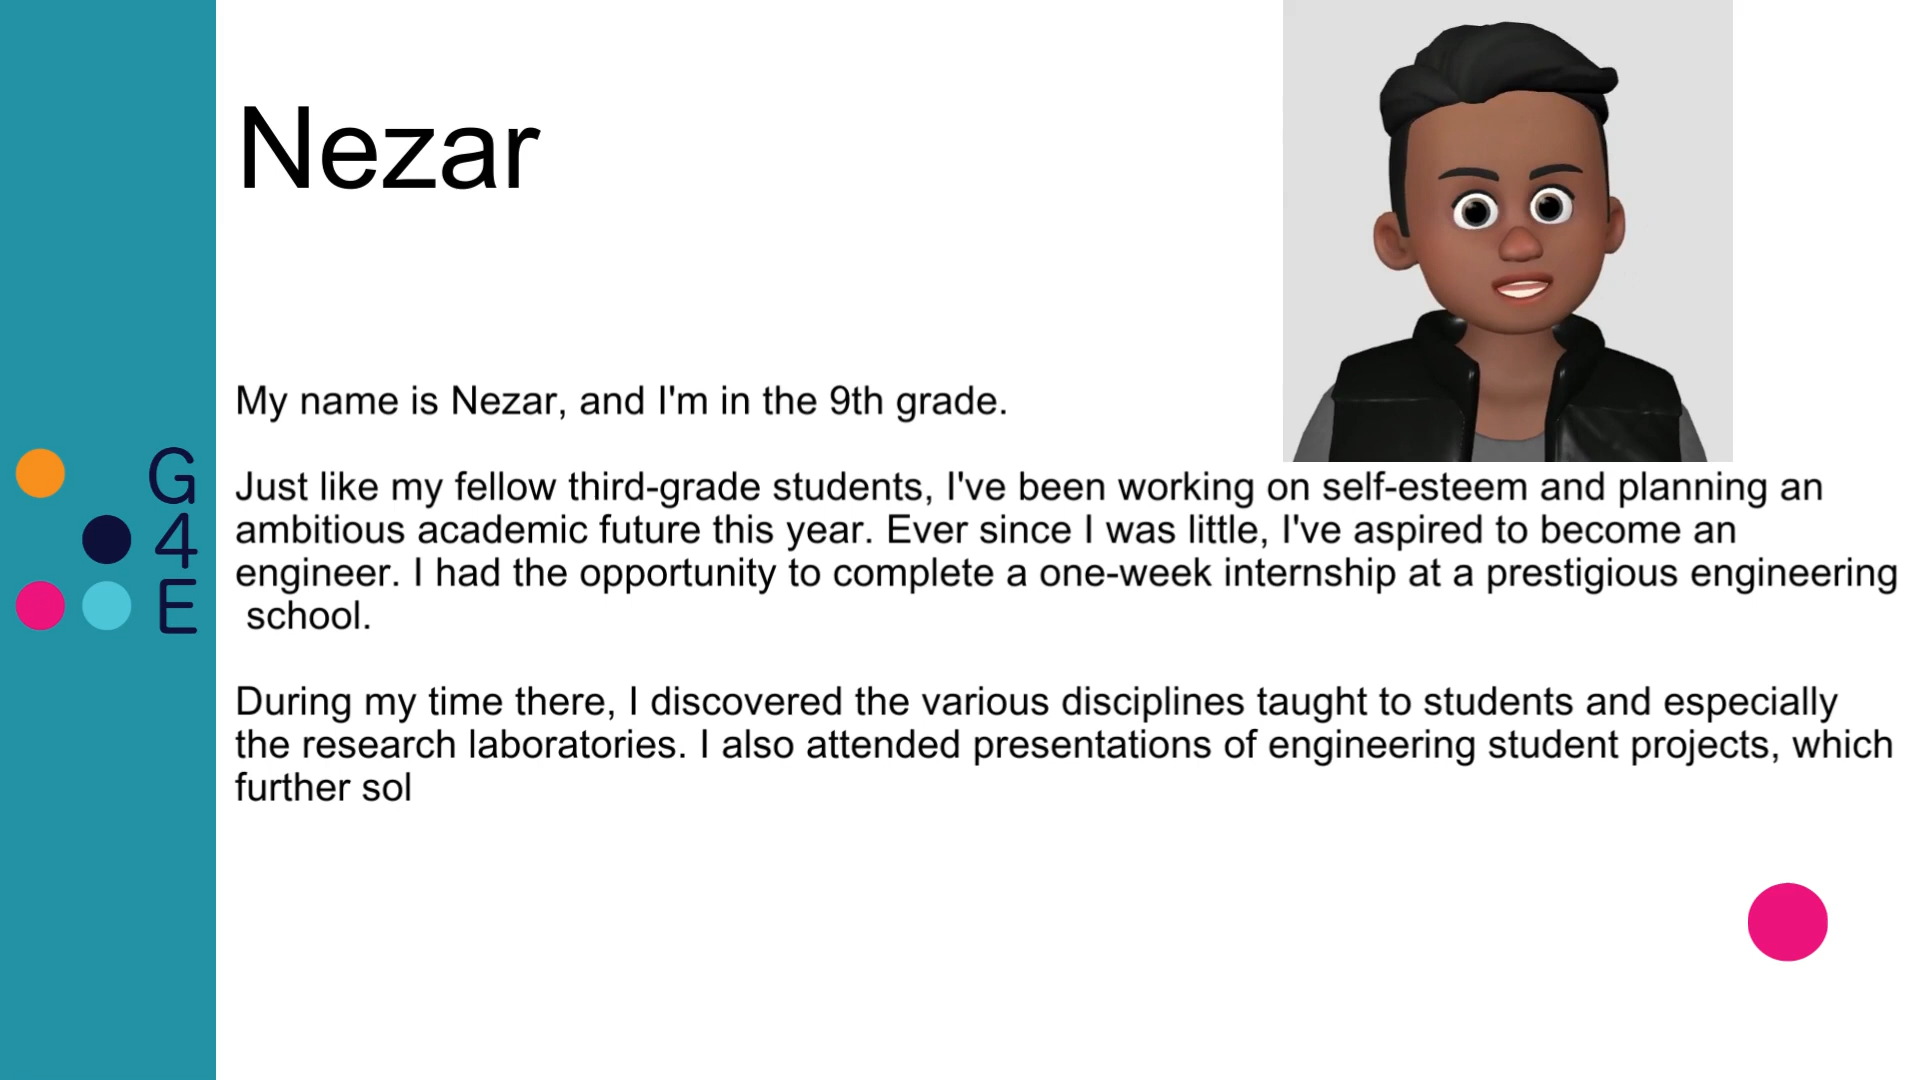 Nezar
My name is Nezar, and I'm in the 9th grade.
Just like my fellow third-grade students, I've been working on self-esteem and planning an
ambitious academic future this year. Ever since I was little, I've aspired to become an
engineer. I had the opportunity to complete a one-week internship at a prestigious engineering
school.
During my time there, I discovered the various disciplines taught to students and especially
the research laboratories. I also attended presentations of engineering student projects, which
further sol
G
4
E